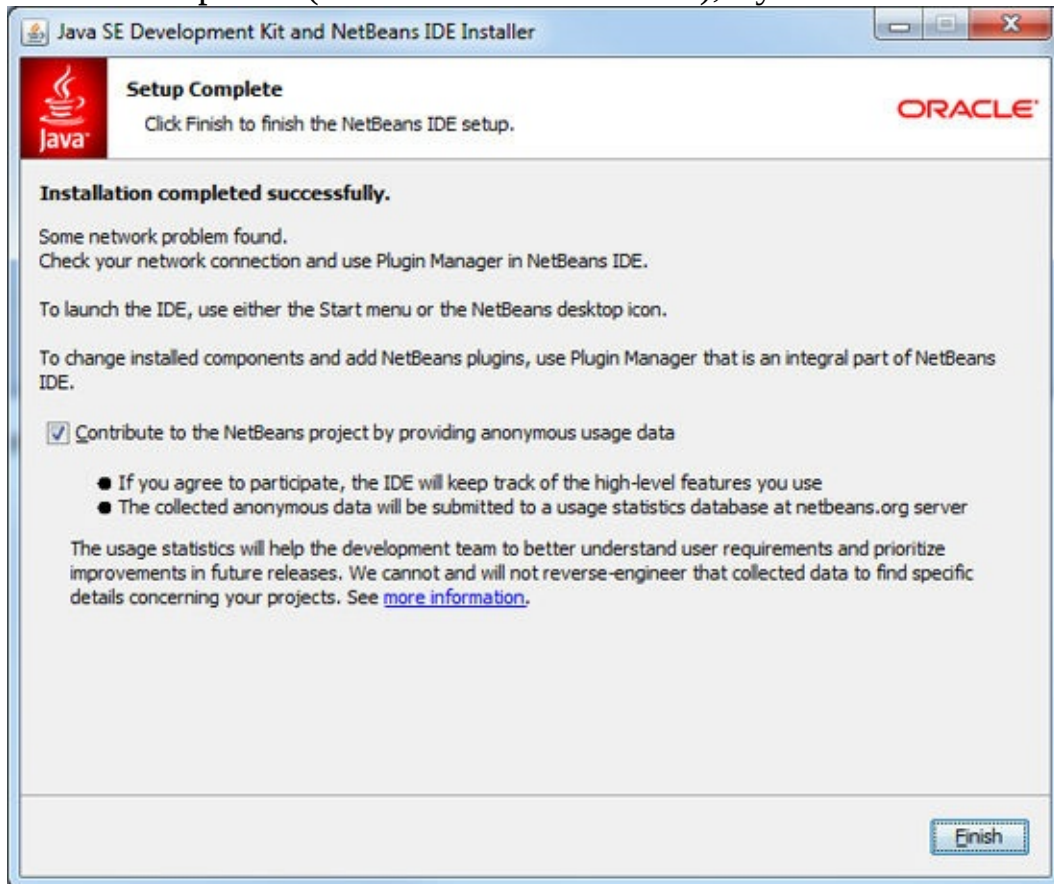 Java SE Development Kit and NetBeans IDE Installer
Setup Complete
Click Finish to finish the NetBeans IDE setup.
Java
ORACLE
Installation completed successfully.
Some network problem found.
Check your network connection and use Plugin Manager in NetBeans IDE.
To launch the IDE, use either the Start menu or the NetBeans desktop icon.
To change installed components and add NetBeans plugins, use Plugin Manager that is an integral part of NetBeans
IDE.
Contribute to the NetBeans project by providing anonymous usage data
● If you agree to participate, the IDE will keep track of the high-level features you use
● The collected anonymous data will be submitted to a usage statistics database at netbeans.org server
The usage statistics will help the development team to better understand user requirements and prioritize
improvements in future releases. We cannot and will not reverse-engineer that collected data to find specific
details concerning your projects. See more information.
Finish